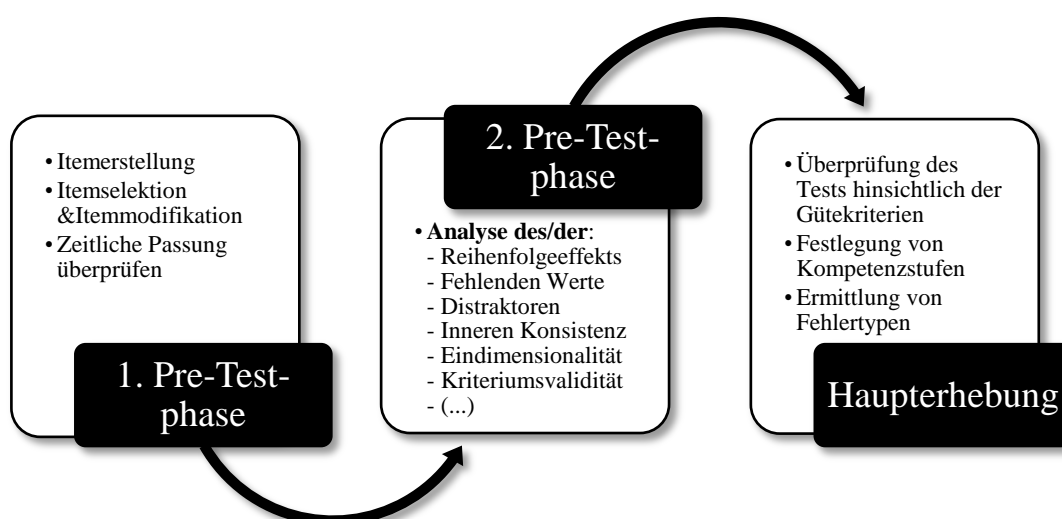 • Itemerstellung
• Itemselektion
&Itemmodifikation
• Zeitliche Passung
überprüfen
1. Pre-Test-
phase
2. Pre-Test-
phase
• Analyse des/der:
- Reihenfolgeeffekts
- Fehlenden Werte
- Distraktoren
- Inneren Konsistenz
- Eindimensionalität
- Kriteriumsvalidität
- (...)
• Überprüfung des
Tests hinsichtlich der
Gütekriterien
• Festlegung von
Kompetenzstufen
• Ermittlung von
Fehlertypen
Haupterhebung